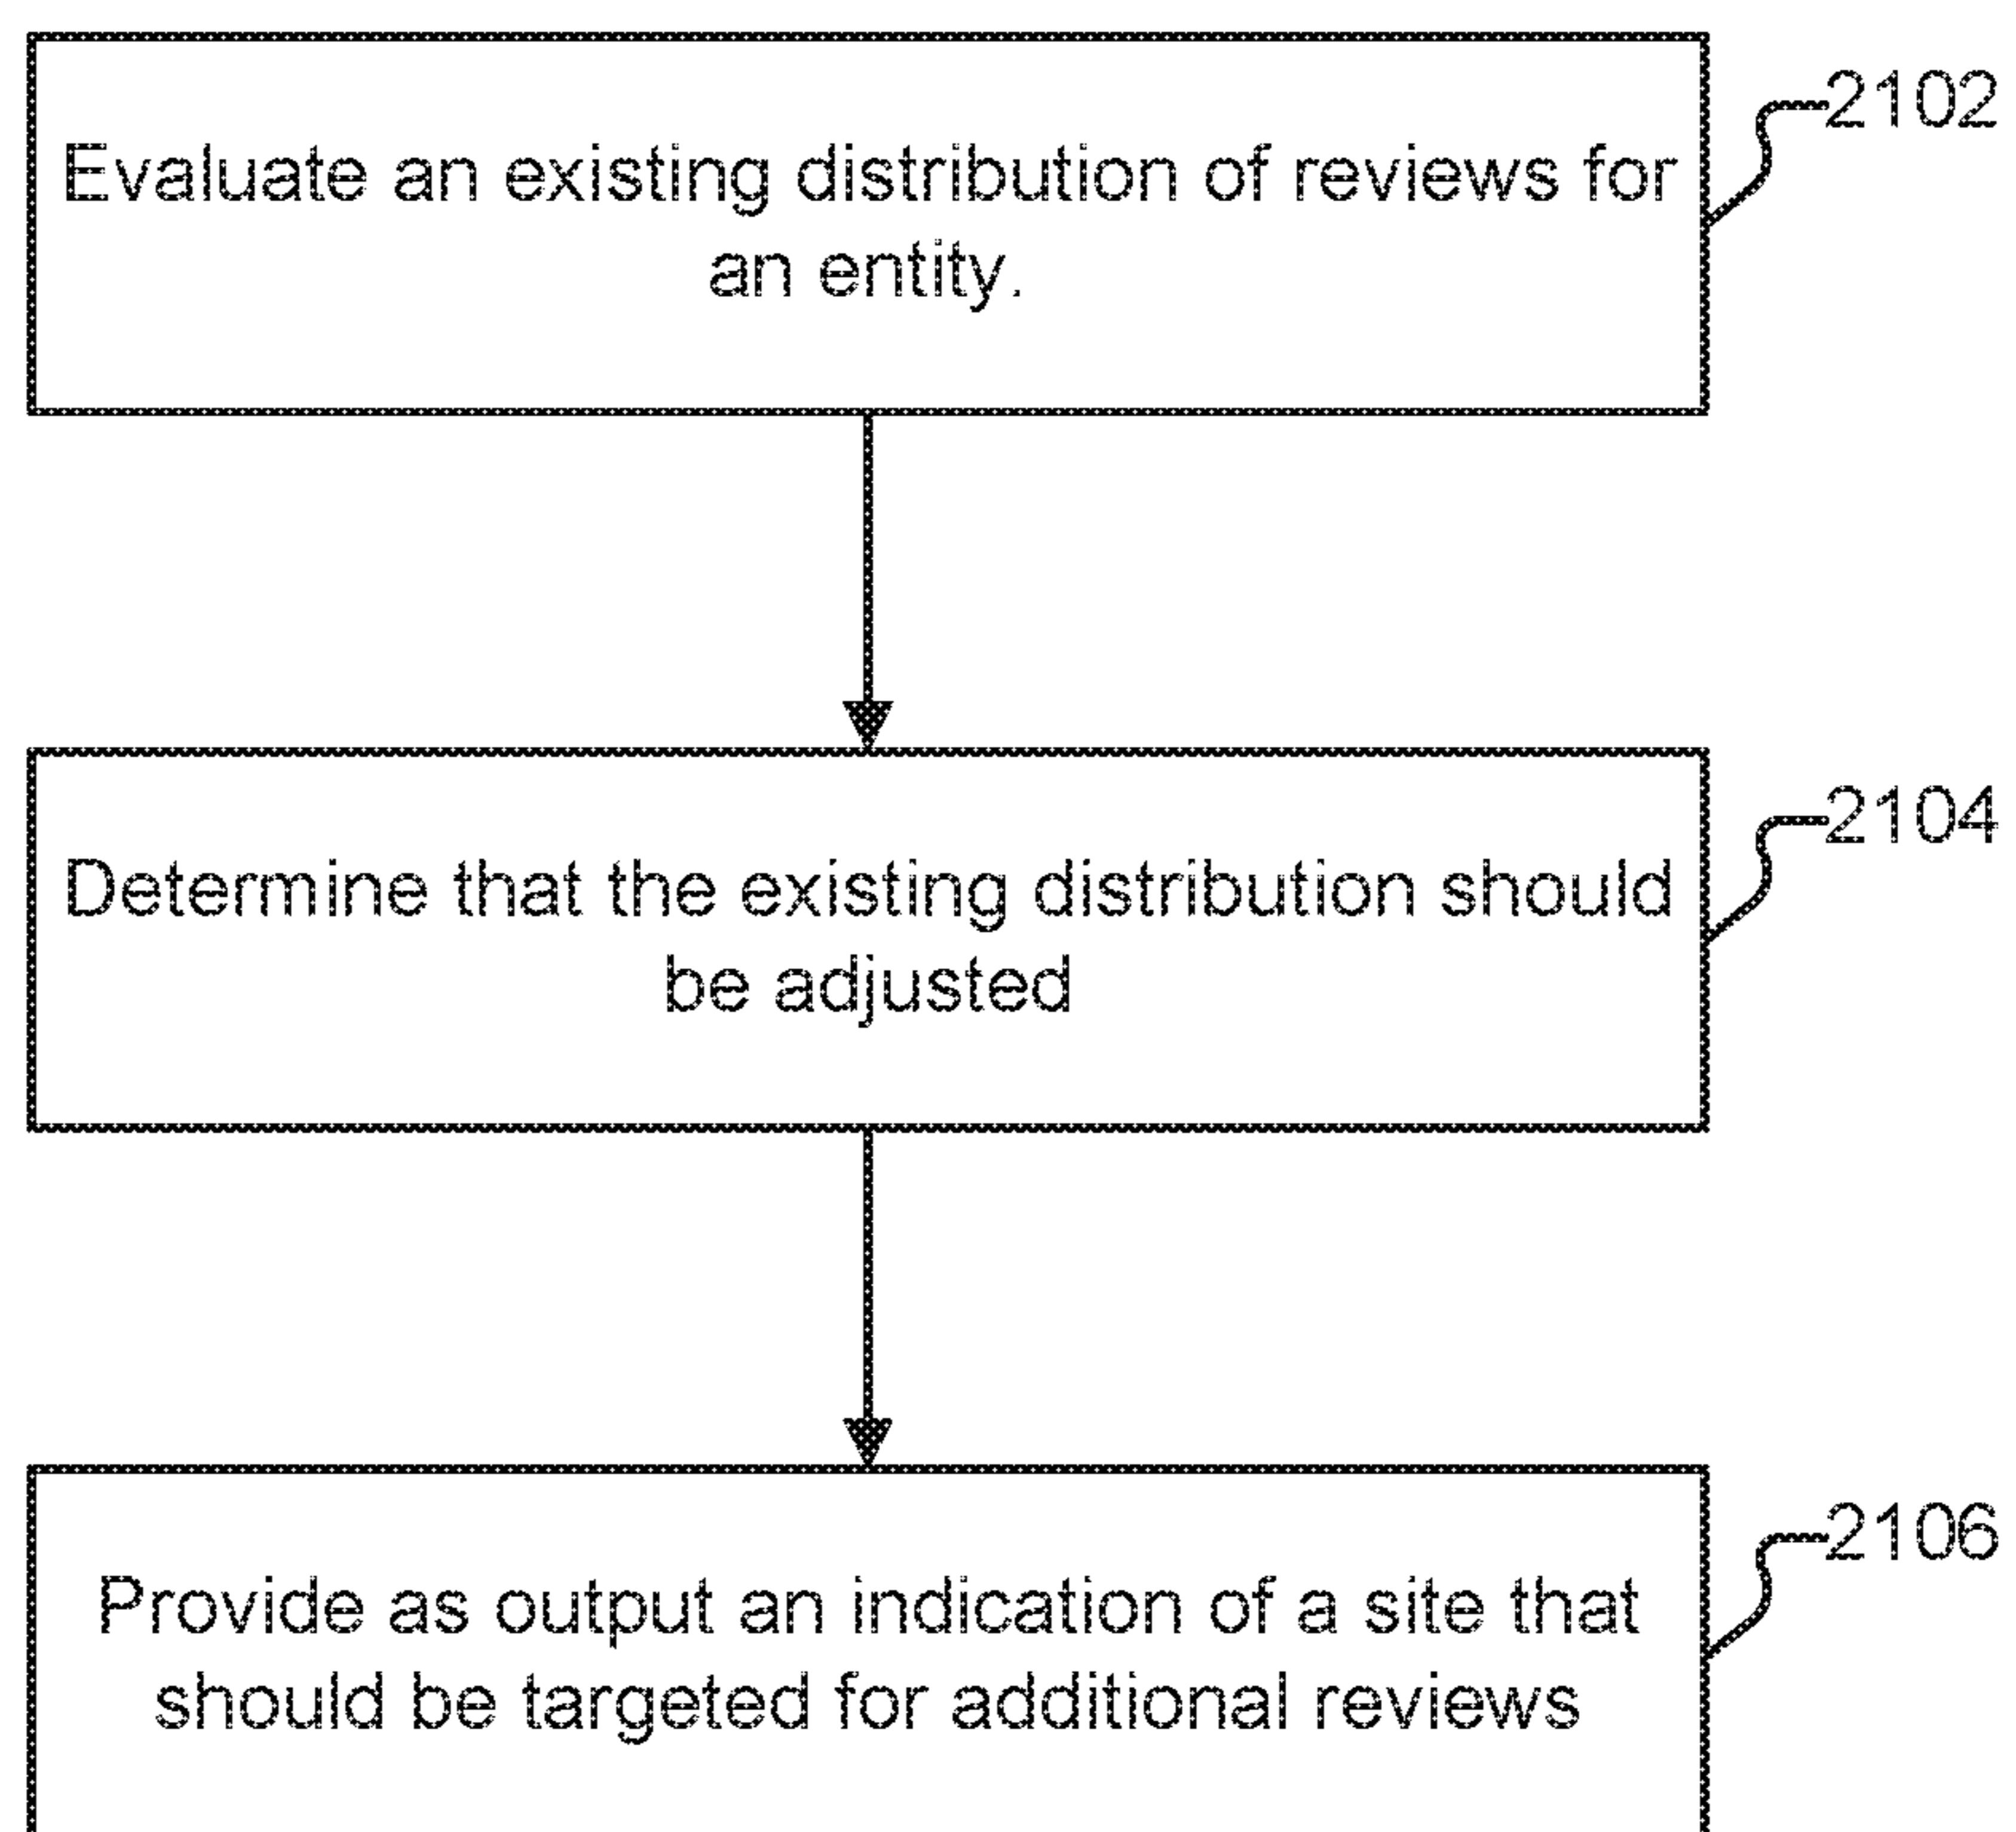 2102
Evaluate an existing distribution of reviews for
an entity.
2104
Determine that the existing distribution should
be adjusted
2106
Provide as output an indication of a site that
should be targeted for additional reviews